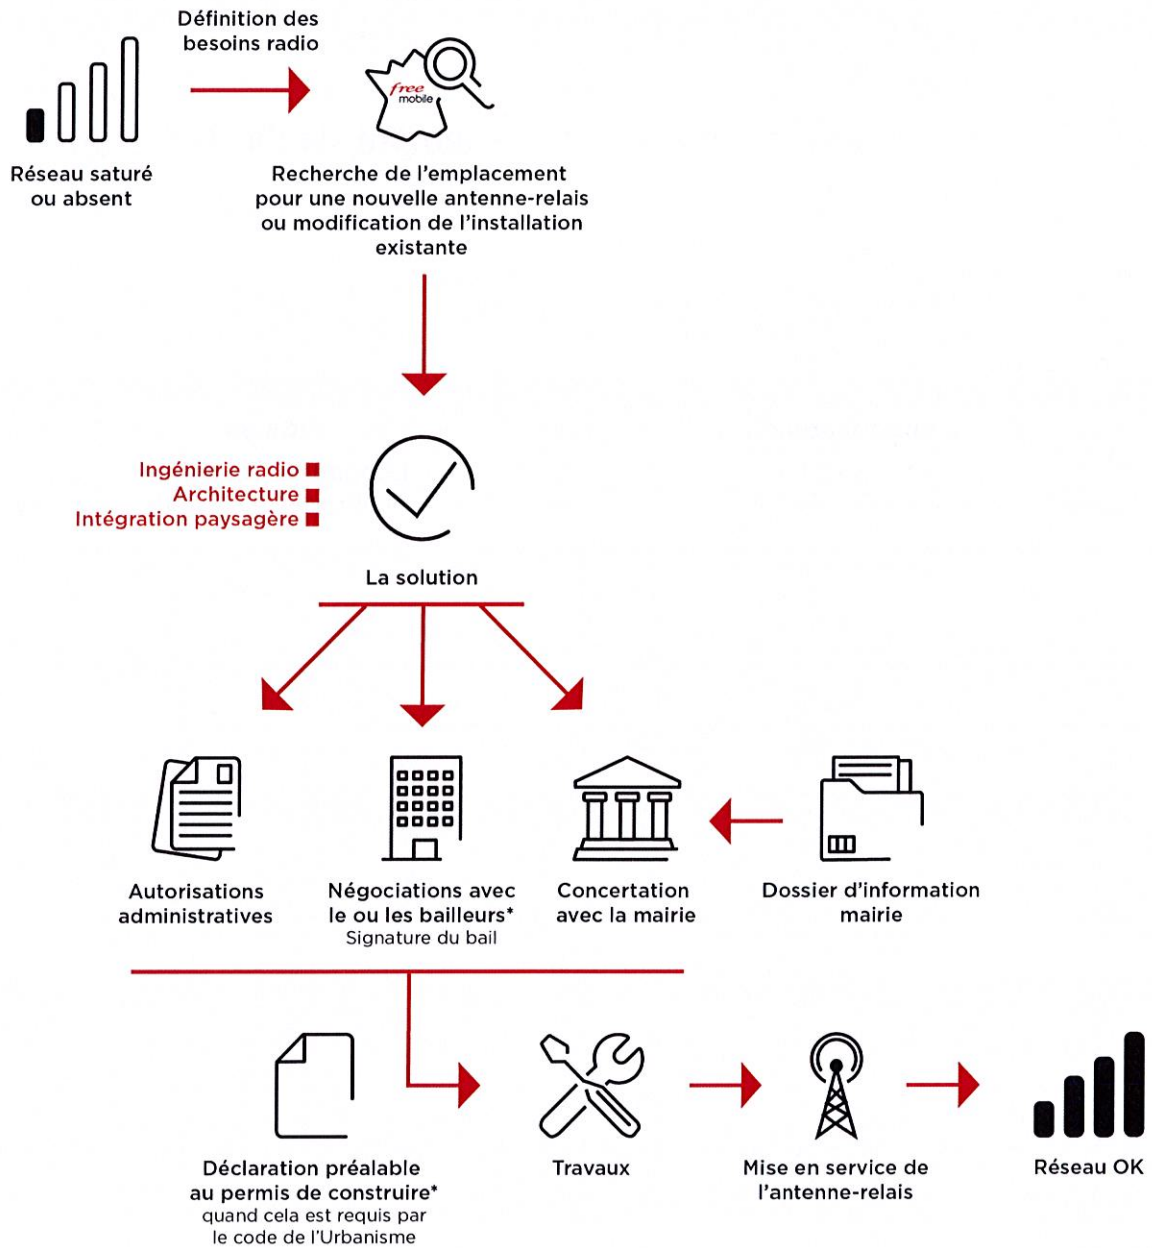 Définition des
besoins radio
free
mobile
Réseau saturé
ou absent
Recherche de l'emplacement
pour une nouvelle antenne-relais
ou modification de l'installation
existante
Ingénierie radio
Architecture
Intégration paysagère
La solution
Autorisations
administratives
Négociations avec
le ou les bailleurs*
Signature du bail
Concertation
avec la mairie
Dossier d'information
mairie
Déclaration préalable
au permis de construire*
quand cela est requis par
le code de l'Urbanisme
Travaux
Mise en service de
l'antenne-relais
Réseau OK